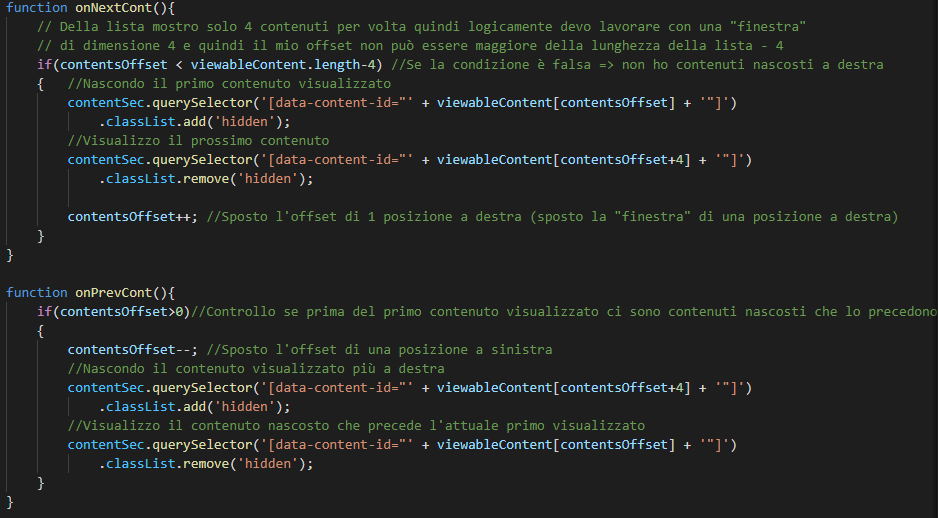 function onNextCont(){
    // Della lista mostro solo 4 contenuti per volta quindi logicamente devo lavorare con una "finestra"
    // di dimensione 4 e quindi il mio offset non può essere maggiore della lunghezza della lista - 4
    if(contentsOffset < viewableContent.length-4) //Se la condizione è falsa => non ho contenuti nascosti a destra
    {   //Nascondo il primo contenuto visualizzato
        contentSec.querySelector('[data-content-id="' + viewableContent[contentsOffset] + '"]')
            .classList.add('hidden');
        //Visualizzo il prossimo contenuto
        contentSec.querySelector('[data-content-id="' + viewableContent[contentsOffset+4] + '"]')
            .classList.remove('hidden');

        contentsOffset++; //Sposto l'offset di 1 posizione a destra (sposto la "finestra" di una posizione a destra)
    }
}

function onPrevCont(){
    if(contentsOffset>0)//Controllo se prima del primo contenuto visualizzato ci sono contenuti nascosti che lo precedono
    {
        contentsOffset--; //Sposto l'offset di una posizione a sinistra
        //Nascondo il contenuto visualizzato più a destra
        contentSec.querySelector('[data-content-id="' + viewableContent[contentsOffset+4] + '"]')
            .classList.add('hidden');
        //Visualizzo il contenuto nascosto che precede l'attuale primo visualizzato
        contentSec.querySelector('[data-content-id="' + viewableContent[contentsOffset] + '"]')
            .classList.remove('hidden');
    }
}